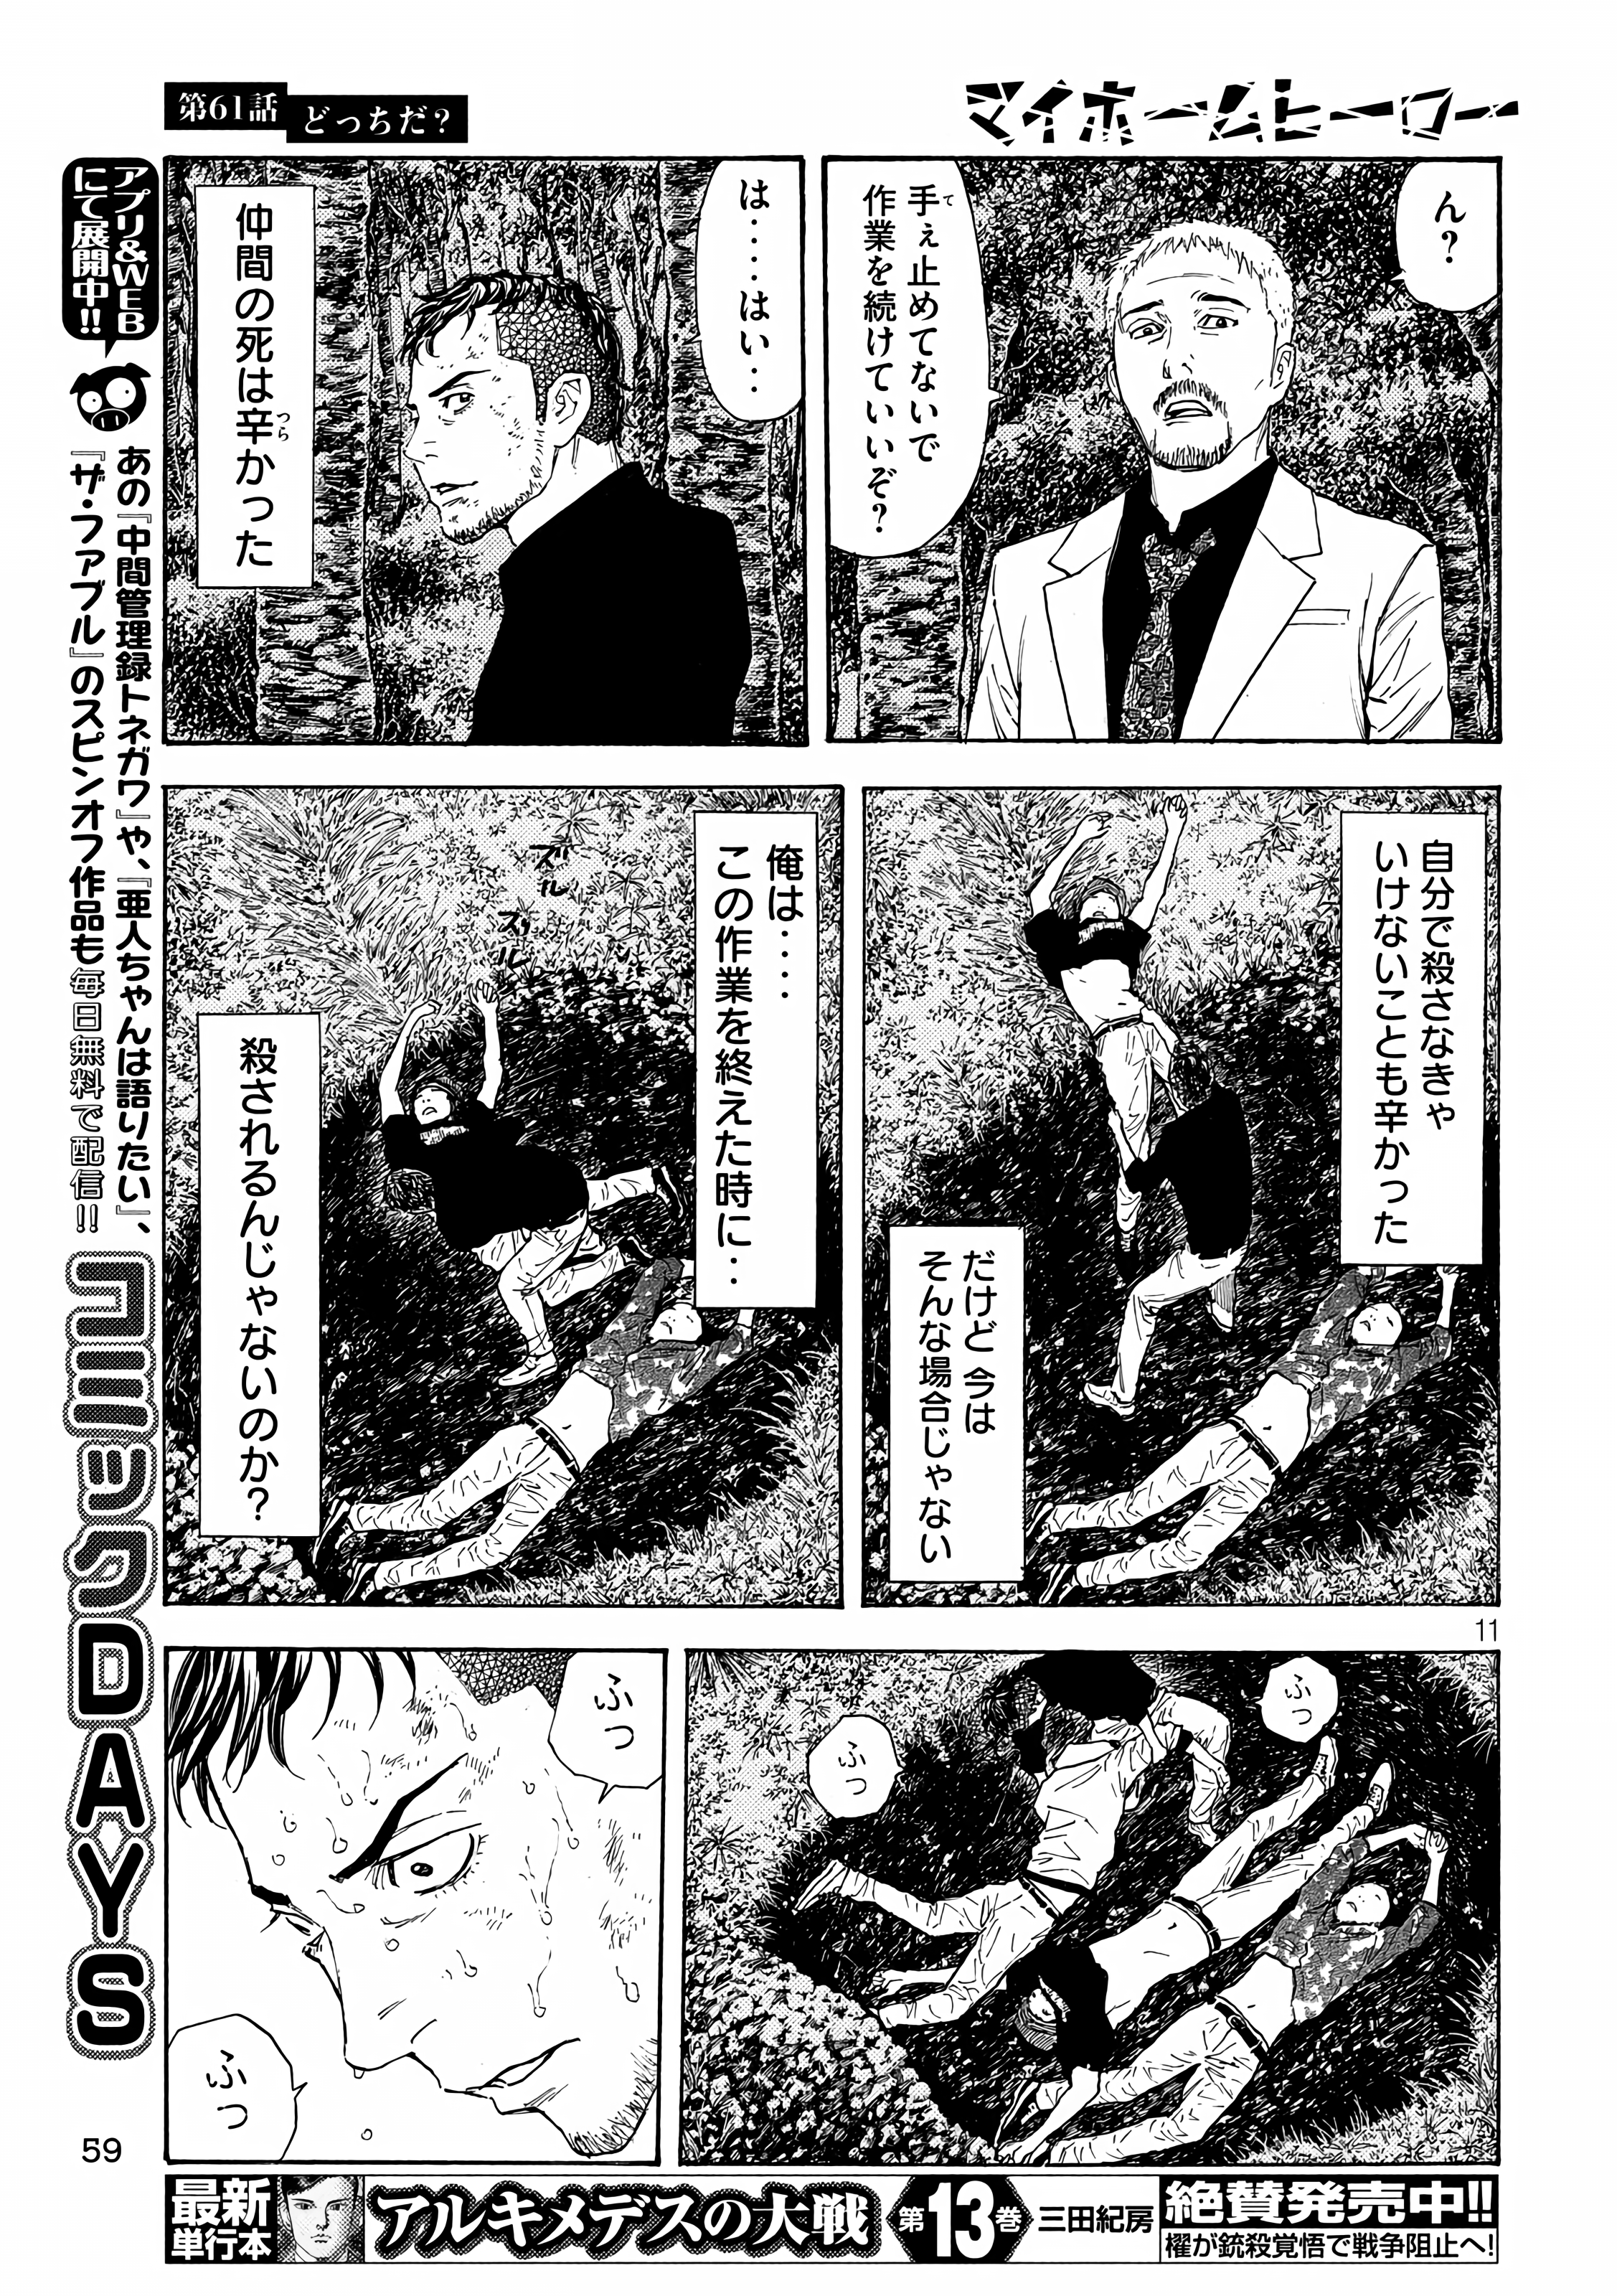 マイホームヒーロー
第61話
どっちだ?
ん?
手ぇ止めてないで
作業を続けていいぞ?
は‥‥はい‥
仲間の死は辛かった
自分で殺さなきゃ
いけないことも辛かった
だけど 今は
そんな場合じゃない
ズル
ズル
俺は‥‥
この作業を終えた時に‥
殺されるんじゃないのか?
11
ふっ
ふっ
ふっ
ふっ
アプリ&WEB
にて展開中!!
あの『中間管理録トネガワ』や、『亜人ちゃんは語りたい』、
『ザ・ファブル』のスピンオフ作品も毎日無料で配信!!
コミックDAYS
59
最新
単行本
アルキメデスの大戦
第13巻
三田紀房
絶賛発売中!!
櫂が銃殺覚悟で戦争阻止へ!